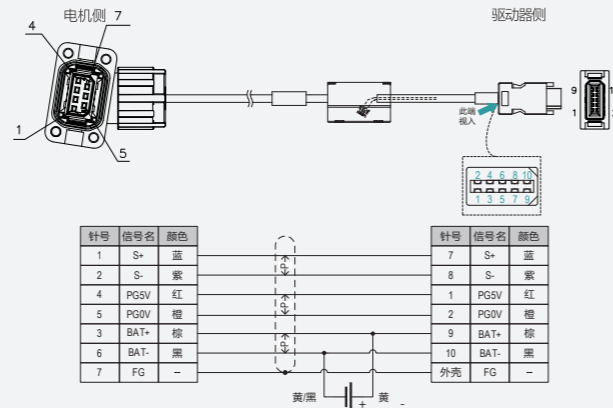 电机侧
驱动器侧
4
7
1
5
此端
视入
9
1
1
2 4 6 8 10
1 3 5 7 9
针号 信号名 颜色
1 S+ 蓝
2 S- 紫
4 PG5V 红
5 PG0V 橙
3 BAT+ 棕
6 BAT- 黑
7 FG –
P
P
P
针号 信号名 颜色
7 S+ 蓝
8 S- 紫
1 PG5V 红
2 PG0V 橙
9 BAT+ 棕
10 BAT- 黑
外壳 FG –
黄/黑 + 黄 -